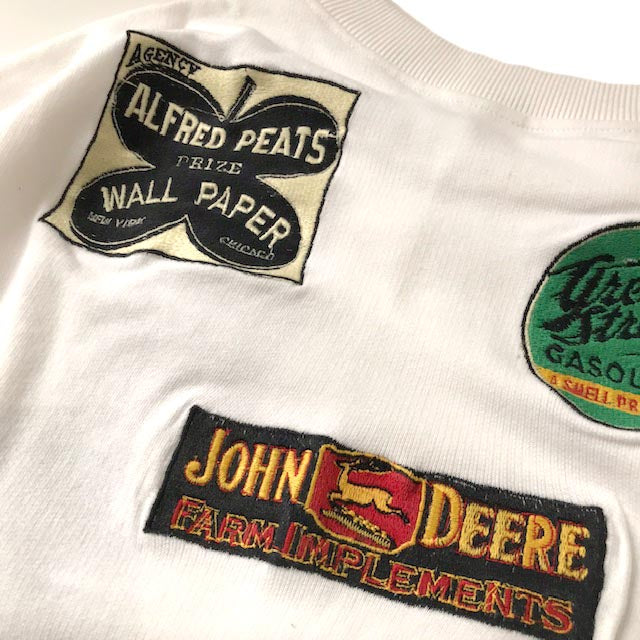 AGENCY
ALFRED PEATS
PRIZE
WALL PAPER
NEW YORK
CHICAGO
GASOL
A SHELL PR
JOHN DEERE
FARM IMPLEMENTS